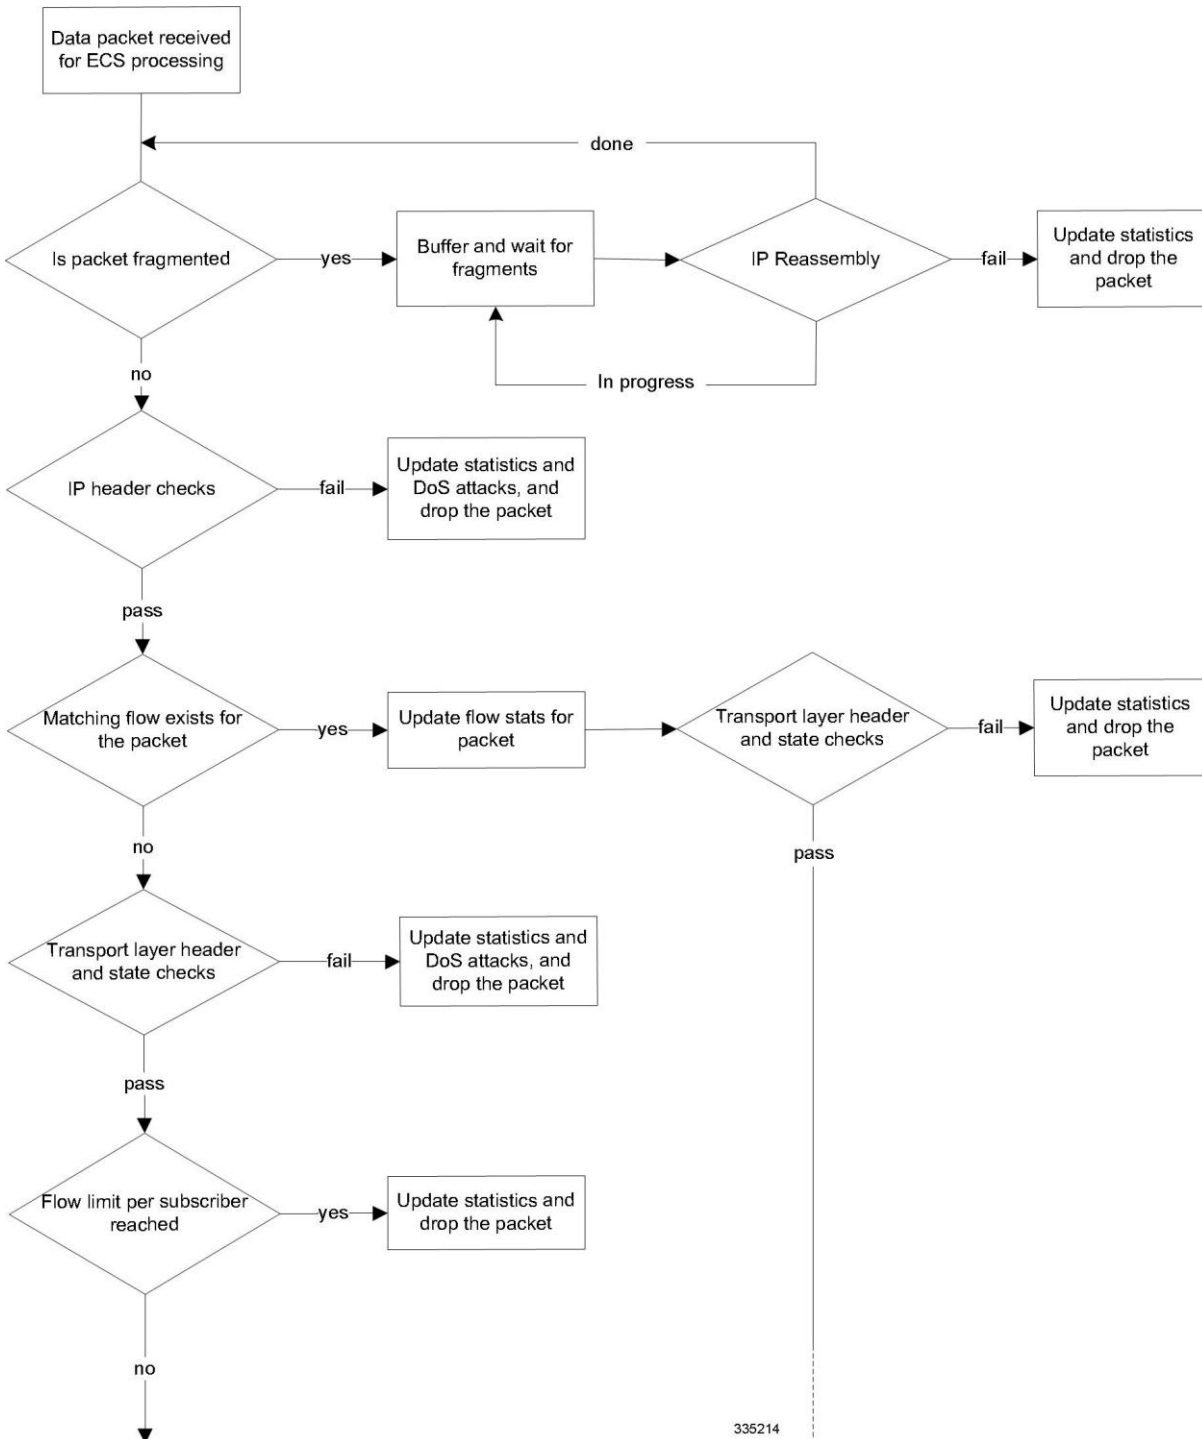 Data packet received
for ECS processing
done
Is packet fragmented
yes
Buffer and wait for
fragments
IP Reassembly
fail
Update statistics
and drop the
packet
In progress
no
IP header checks
fail
Update statistics and
DoS attacks, and
drop the packet
pass
Matching flow exists for
the packet
yes
Update flow stats for
packet
Transport layer header
and state checks
fail
Update statistics
and drop the
packet
no
pass
Transport layer header
and state checks
fail
Update statistics and
DoS attacks, and
drop the packet
pass
Flow limit per subscriber
reached
yes
Update statistics and
drop the packet
no
335214